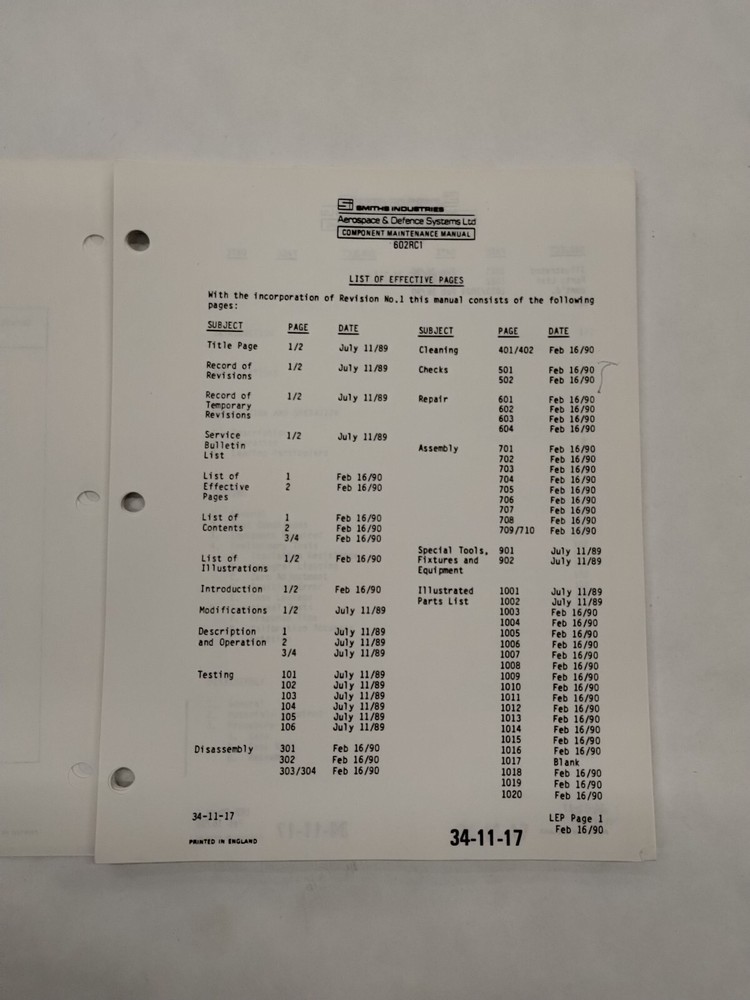 SI SMITHS INDUSTRIES
Aerospace & Defence Systems Ltd
COMPONENT MAINTENANCE MANUAL
602RC1
LIST OF EFFECTIVE PAGES
With the incorporation of Revision No.1 this manual consists of the following
pages:
SUBJECT PAGE DATE
Title Page 1/2 July 11/89
Record of 1/2 July 11/89
Revisions
Record of 1/2 July 11/89
Temporary
Revisions
Service 1/2 July 11/89
Bulletin
List
List of 1 Feb 16/90
Effective 2 Feb 16/90
Pages
List of 1 Feb 16/90
Contents 2 Feb 16/90
3/4 Feb 16/90
List of 1/2 Feb 16/90
Illustrations
Introduction 1/2 Feb 16/90
Modifications 1/2 July 11/89
Description 1 July 11/89
and Operation 2 July 11/89
3/4 July 11/89
Testing 101 July 11/89
102 July 11/89
103 July 11/89
104 July 11/89
105 July 11/89
106 July 11/89
Disassembly 301 Feb 16/90
302 Feb 16/90
303/304 Feb 16/90
SUBJECT PAGE DATE
Cleaning 401/402 Feb 16/90
Checks 501 Feb 16/90
502 Feb 16/90
Repair 601 Feb 16/90
602 Feb 16/90
603 Feb 16/90
604 Feb 16/90
Assembly 701 Feb 16/90
702 Feb 16/90
703 Feb 16/90
704 Feb 16/90
705 Feb 16/90
706 Feb 16/90
707 Feb 16/90
708 Feb 16/90
709/710 Feb 16/90
Special Tools, 901 July 11/89
Fixtures and 902 July 11/89
Equipment
Illustrated 1001 July 11/89
Parts List 1002 July 11/89
1003 Feb 16/90
1004 Feb 16/90
1005 Feb 16/90
1006 Feb 16/90
1007 Feb 16/90
1008 Feb 16/90
1009 Feb 16/90
1010 Feb 16/90
1011 Feb 16/90
1012 Feb 16/90
1013 Feb 16/90
1014 Feb 16/90
1015 Feb 16/90
1016 Feb 16/90
1017 Blank
1018 Feb 16/90
1019 Feb 16/90
1020 Feb 16/90
34-11-17
PRINTED IN ENGLAND
34-11-17
LEP Page 1
Feb 16/90